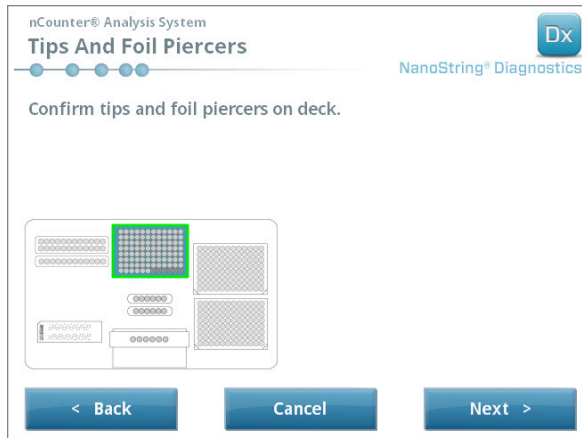 nCounter® Analysis System
Tips And Foil Piercers
Dx
NanoString® Diagnostics
Confirm tips and foil piercers on deck.
< Back
Cancel
Next >